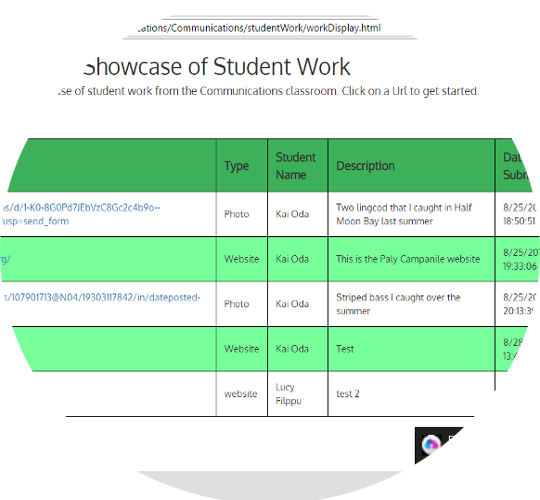 ations/Communications/studentWork/workDisplay.html
Showcase of Student Work
se of student work from the Communications classroom. Click on a Url to get started.
Type Student Name Description Da Subr
s/d/1-K0-8G0Pd7JEbVzC8Gc2c4b9o-- Photo Kai Oda Two lingcod that I caught in Half 8/25/20
usp=send_form Moon Bay last summer 18:50:51
rg/ Website Kai Oda This is the Paly Campanile website 8/25/20
19:33:06
s/107901713@N04/19303117842/in/dateposted- Photo Kai Oda Striped bass I caught over the 8/25/20
summer 20:13:3
Website Kai Oda Test 8/28
13:4
website Lucy Filppu test 2